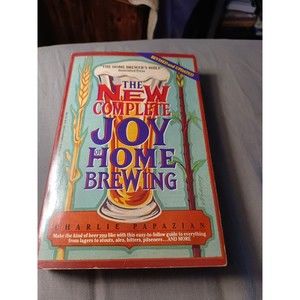 "THE HOME BREWER'S BIBLE"
Associated Press
REVISED and UPDATED
THE
NEW
COMPLETE
JOY
OF
HOME
BREWING
CHARLIE PAPAZIAN
Make the kind of beer you like with this easy-to-follow guide to everything
from lagers to stouts, ales, bitters, pilseners...AND MORE